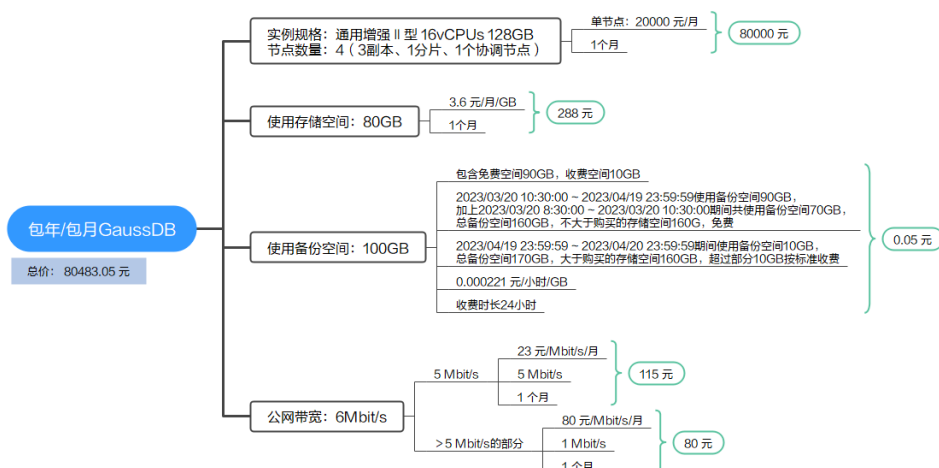 包年/包月GaussDB
总价： 80483.05 元
实例规格：通用增强Ⅱ型 16vCPUs 128GB
节点数量：4（3副本、1分片、1个协调节点）
单节点：20000 元/月
1个月
80000 元
使用存储空间：80GB
3.6 元/月/GB
1个月
288 元
使用备份空间：100GB
包含免费空间90GB，收费空间10GB
2023/03/20 10:30:00 ~ 2023/04/19 23:59:59使用备份空间90GB，
加上2023/03/20 8:30:00 ~ 2023/03/20 10:30:00期间共使用备份空间70GB，
总备份空间160GB，不大于购买的存储空间160G，免费
2023/04/19 23:59:59 ~ 2023/04/20 23:59:59期间使用备份空间10GB，
总备份空间170GB，大于购买的存储空间160GB，超过部分10GB按标准收费
0.000221 元/小时/GB
收费时长24小时
0.05 元
公网带宽：6Mbit/s
5 Mbit/s
23 元/Mbit/s/月
5 Mbit/s
1 个月
115 元
＞5 Mbit/s的部分
80 元/Mbit/s/月
1 Mbit/s
1 个月
80 元